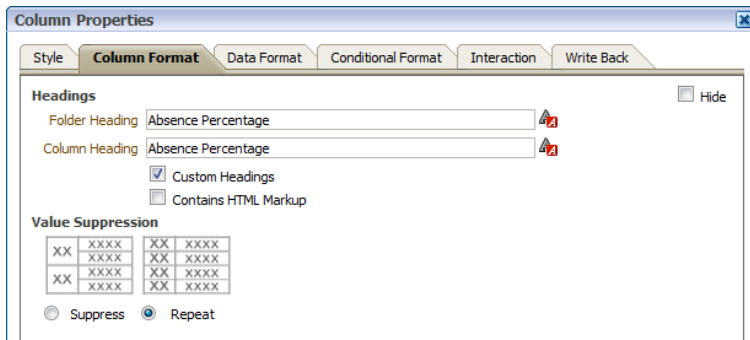 Column Properties
Style Column Format Data Format Conditional Format Interaction Write Back
Headings Hide
Folder Heading Absence Percentage
Column Heading Absence Percentage
Custom Headings
Contains HTML Markup
Value Suppression
XX XXXX XX XXXX
XXXX XX XXXX
XX XXXX XX XXXX
XXXX XX XXXX
Suppress Repeat